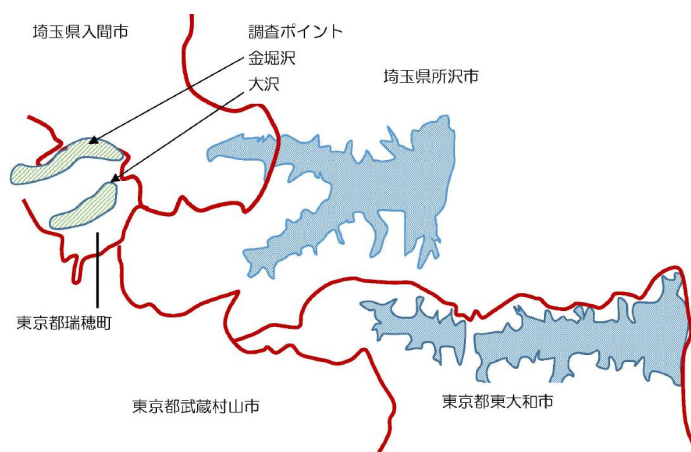 埼玉県入間市
調査ポイント
金堀沢
大沢
埼玉県所沢市
東京都瑞穂町
東京都武蔵村山市
東京都東大和市